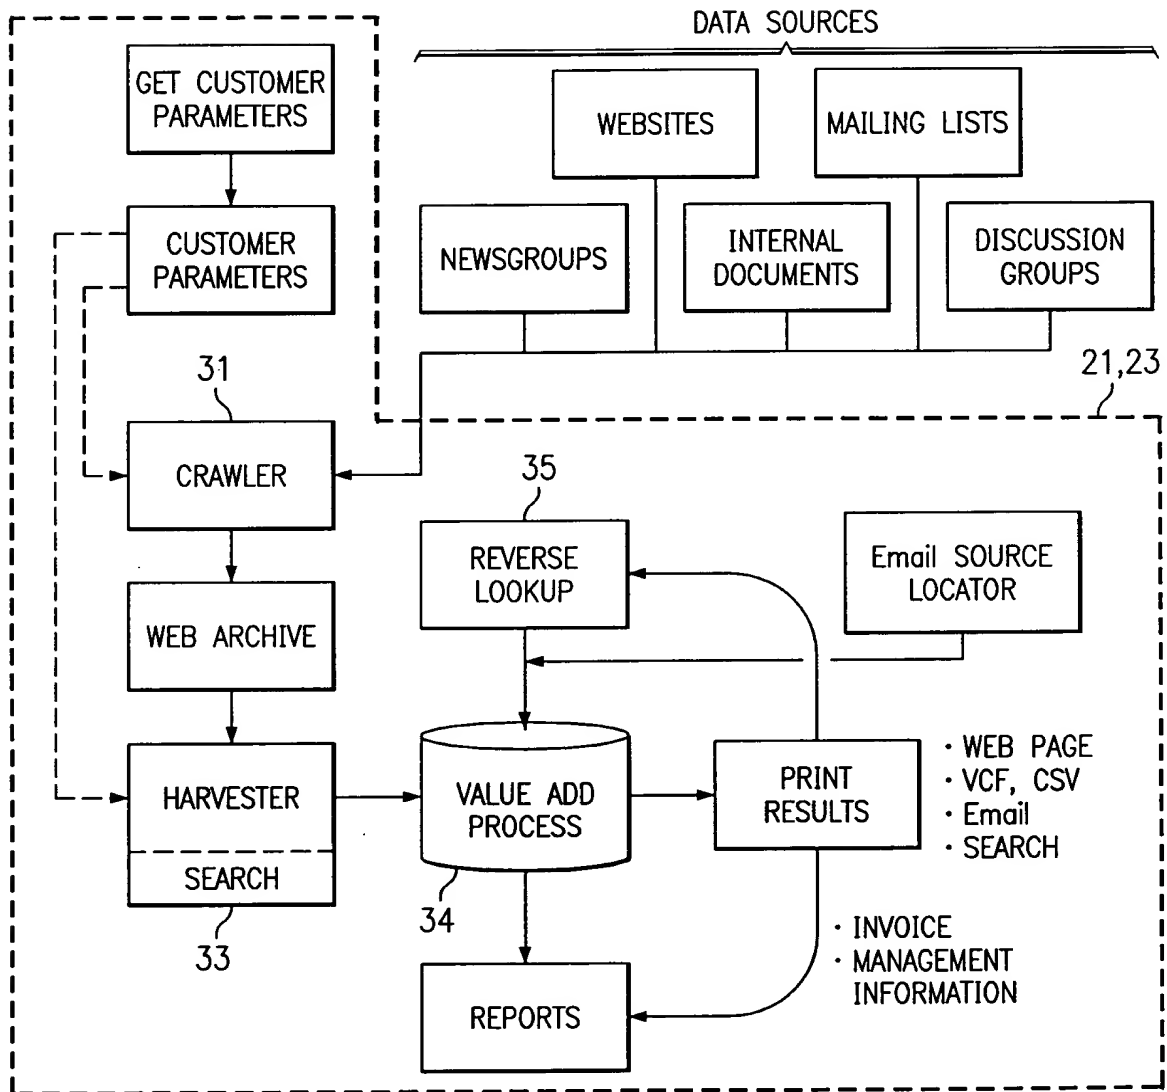 DATA SOURCES
GET CUSTOMER
PARAMETERS
WEBSITES
MAILING LISTS
CUSTOMER
PARAMETERS
NEWSGROUPS
INTERNAL
DOCUMENTS
DISCUSSION
GROUPS
31
21,23
CRAWLER
35
REVERSE
LOOKUP
Email SOURCE
LOCATOR
WEB ARCHIVE
HARVESTER
SEARCH
33
VALUE ADD
PROCESS
34
PRINT
RESULTS
· WEB PAGE
· VCF, CSV
· Email
· SEARCH
· INVOICE
· MANAGEMENT
INFORMATION
REPORTS